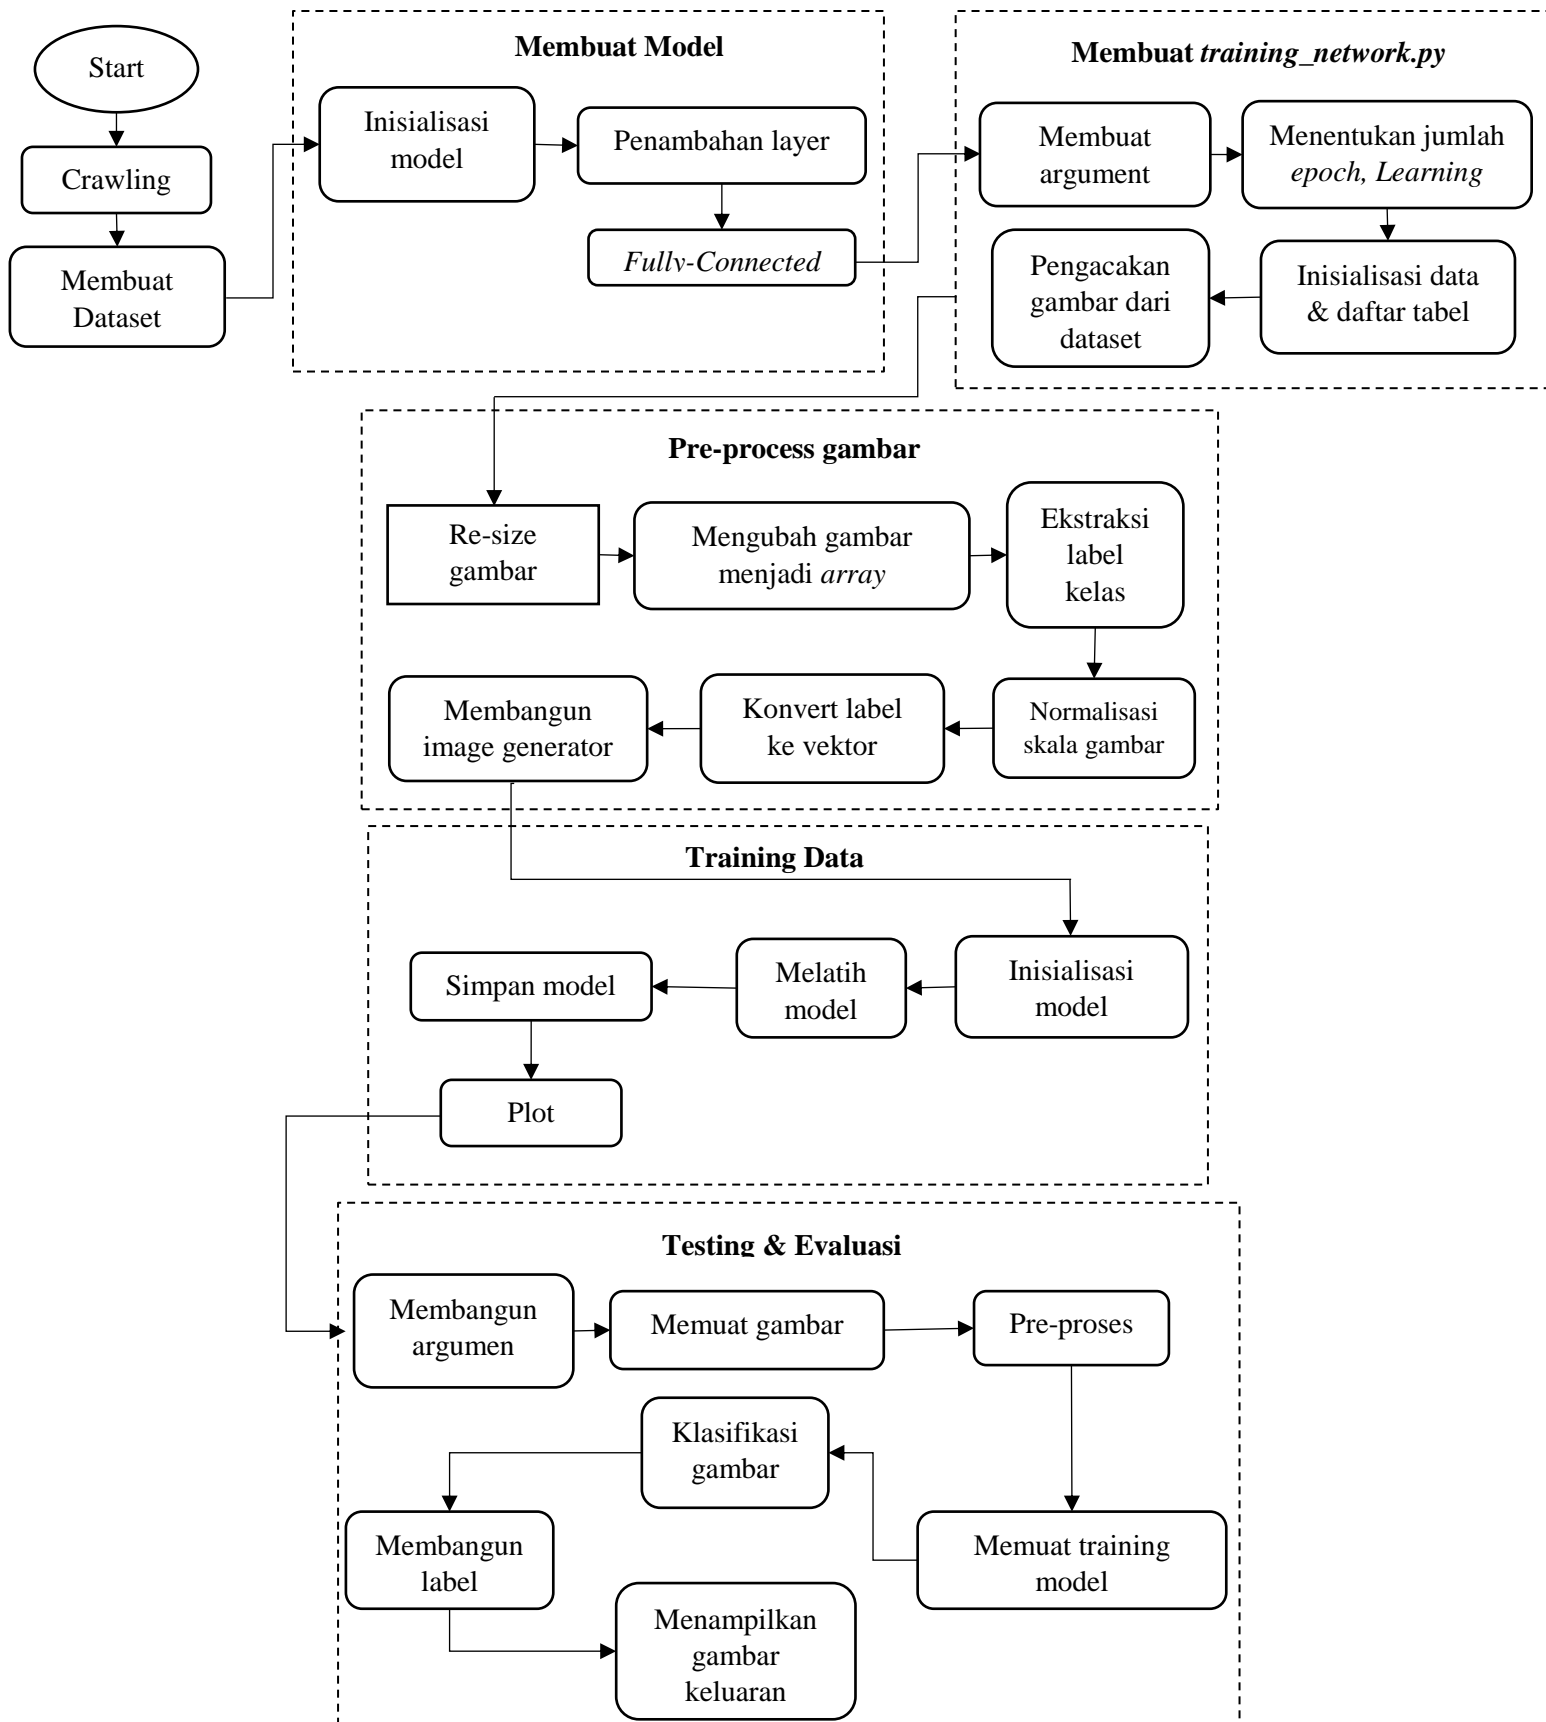 Start
Crawling
Membuat
Dataset
Membuat Model
Inisialisasi
model
Penambahan layer
Fully-Connected
Membuat training_network.py
Membuat
argument
Menentukan jumlah
epoch, Learning
Inisialisasi data
& daftar tabel
Pengacakan
gambar dari
dataset
Pre-process gambar
Re-size
gambar
Mengubah gambar
menjadi array
Ekstraksi
label
kelas
Normalisasi
skala gambar
Konvert label
ke vektor
Membangun
image generator
Training Data
Inisialisasi
model
Melatih
model
Simpan model
Plot
Testing & Evaluasi
Membangun
argumen
Memuat gambar
Pre-proses
Memuat training
model
Klasifikasi
gambar
Membangun
label
Menampilkan
gambar
keluaran